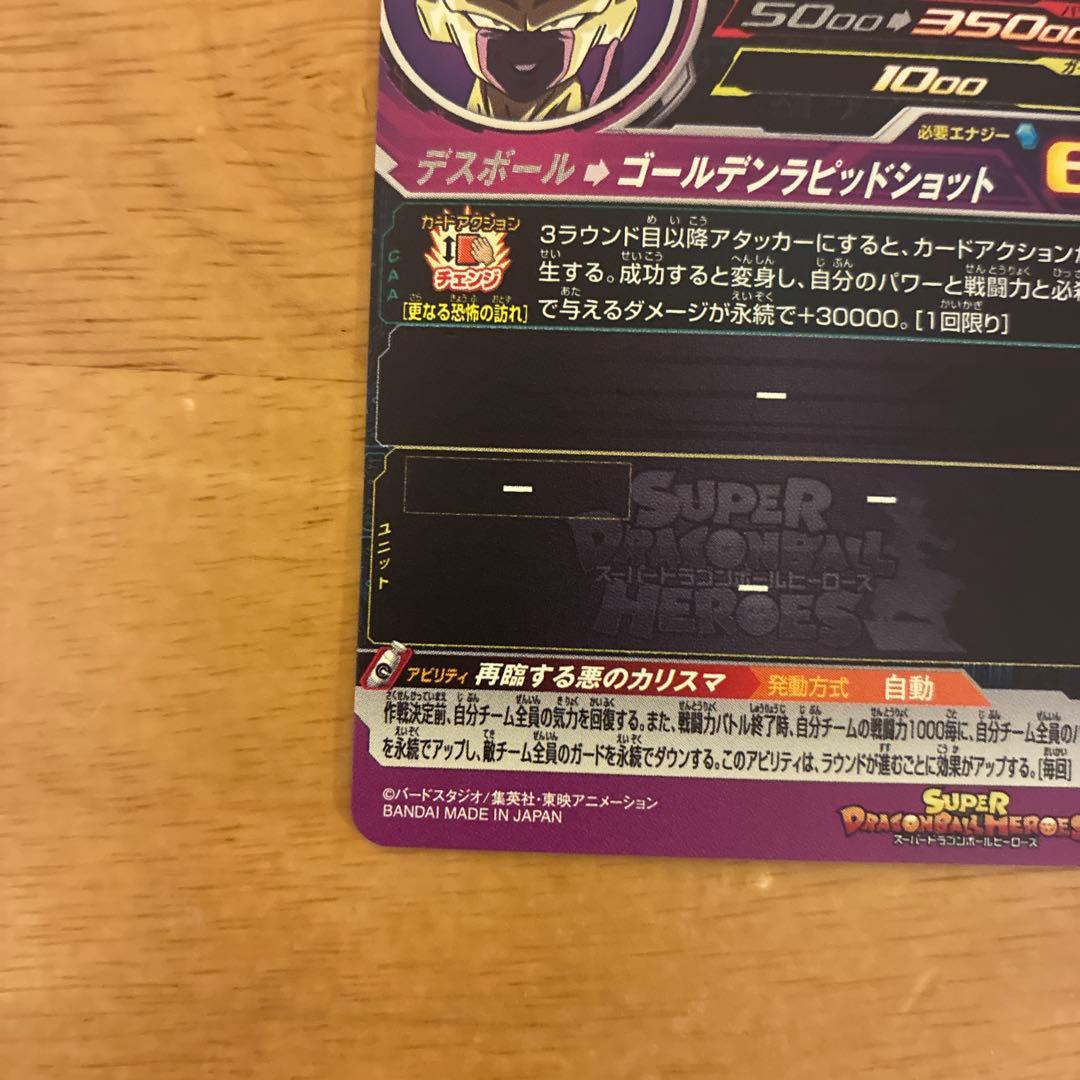 5000➡35000
1000
必要エナジー
デスボール➡ゴールデンラピッドショット
CAA
カードアクション
チェンジ
[更なる恐怖の訪れ]
3ラウンド目以降アタッカーにすると、カードアクションが
生する。成功すると変身し、自分のパワーと戦闘力と必殺
で与えるダメージが永続で+30000。[1回限り]
ー
ー
ー
ー
ユニット
SUPER
DRAGONBALL
スーパードラゴンボールヒーローズ
HEROES
アビリティ 再臨する悪のカリスマ 発動方式 自動
作戦決定前、自分チーム全員の気力を回復する。また、戦闘力バトル終了時、自分チームの戦闘力1000毎に、自分チーム全員の
を永続でアップし、敵チーム全員のガードを永続でダウンする。このアビリティは、ラウンドが進むごとに効果がアップする。[毎回]
©バードスタジオ/集英社・東映アニメーション
BANDAI MADE IN JAPAN
SUPER
DRAGONBALL HEROES
スーパードラゴンボールヒーローズ